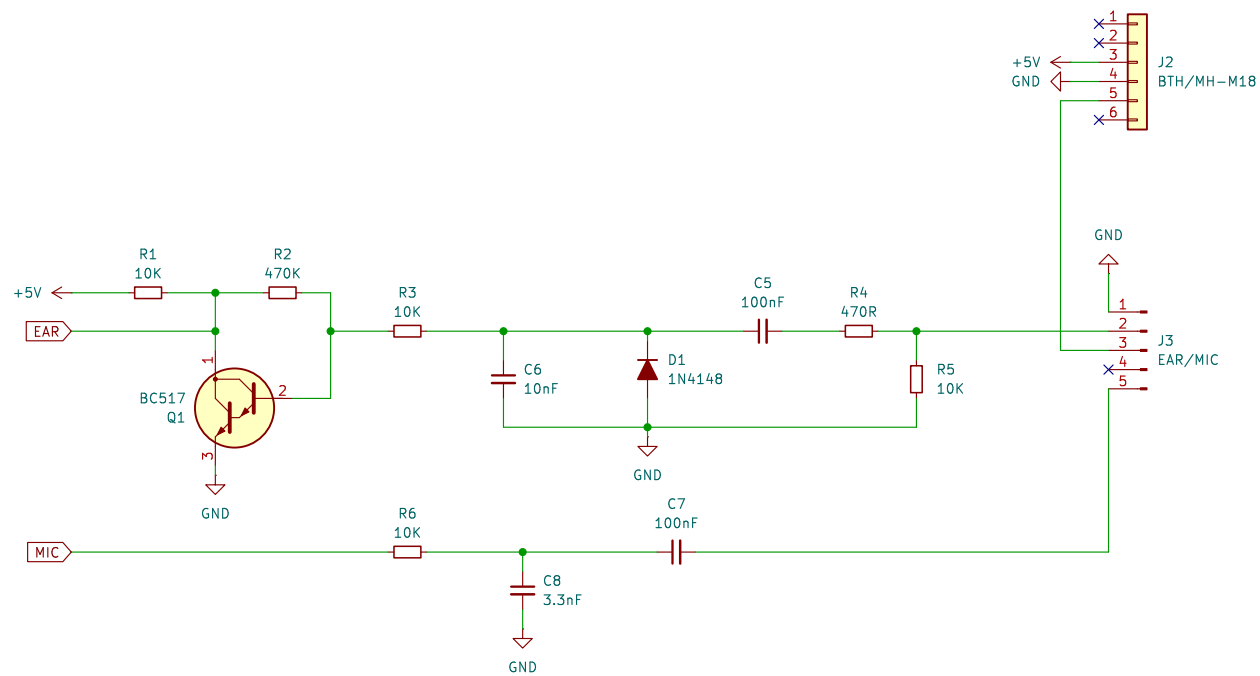 1
2
3
4
5
6
+5V
GND
J2
BTH/MH-M18
GND
1
2
3
4
5
J3
EAR/MIC
R1
10K
R2
470K
+5V
EAR
R3
10K
C5
100nF
R4
470R
C6
10nF
D1
1N4148
R5
10K
1
2
3
BC517
Q1
GND
GND
MIC
R6
10K
C7
100nF
C8
3.3nF
GND